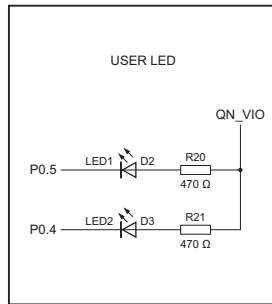 USER LED
QN_VIO
LED1 D2 R20
P0.5
470 Ω
LED2 D3 R21
P0.4
470 Ω